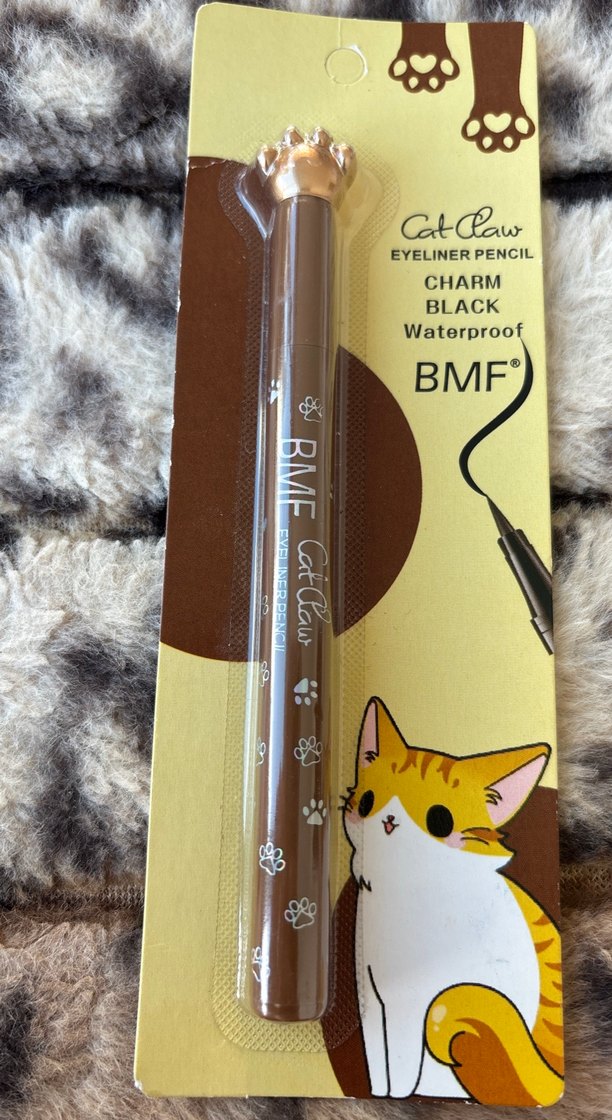 Cat Claw
EYELINER PENCIL
CHARM
BLACK
Waterproof
BMF®
BMF Cat Claw
EYELINER PENCIL